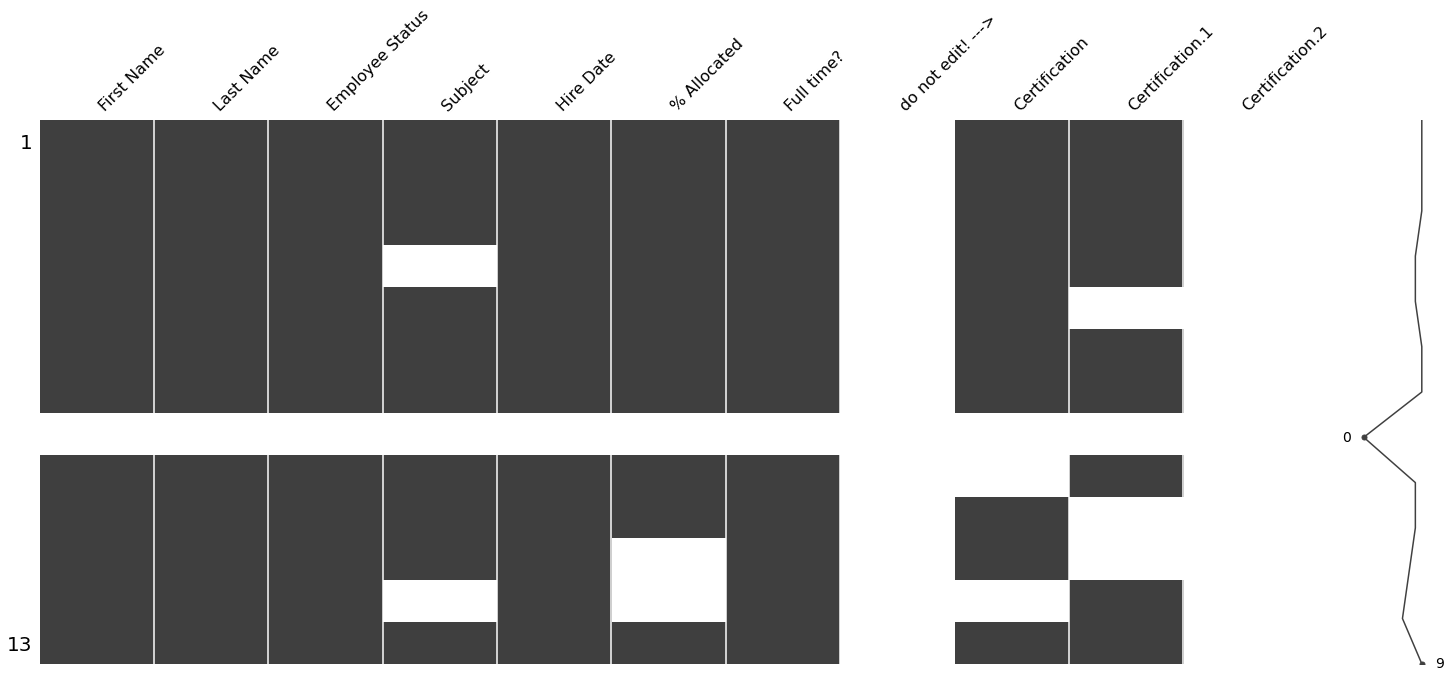 First Name
Last Name
Employee Status
Subject
Hire Date
% Allocated
Full time?
do not edit! --->
Certification
Certification.1
Certification.2
1
0
13
9